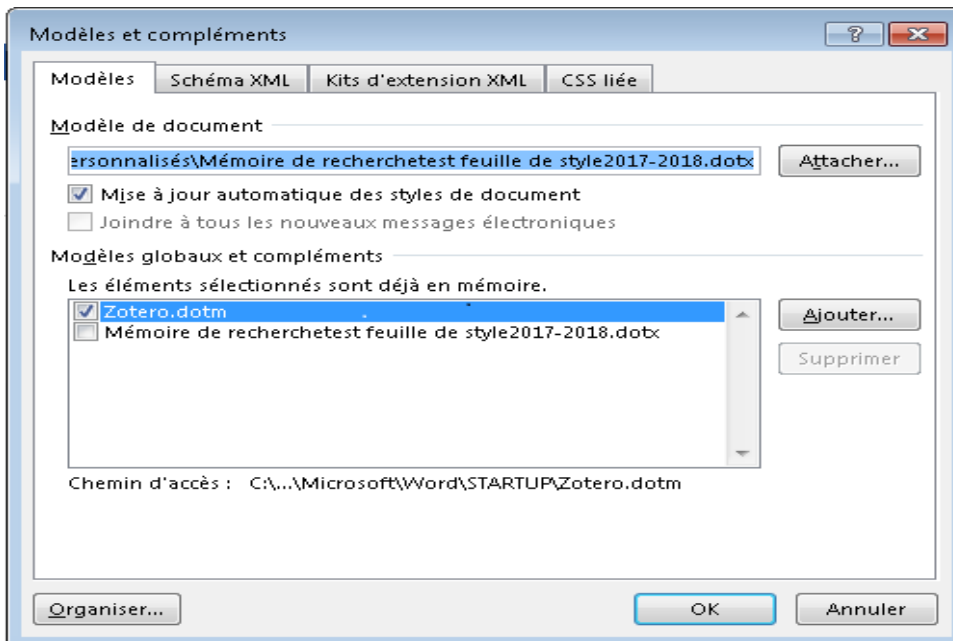 Modèles et compléments
Modèles Schéma XML Kits d'extension XML CSS liée
Modèle de document
ersonnalisés\Mémoire de recherchetest feuille de style2017-2018.dotx Attacher...
Mise à jour automatique des styles de document
Joindre à tous les nouveaux messages électroniques
Modèles globaux et compléments
Les éléments sélectionnés sont déjà en mémoire.
Zotero.dotm Ajouter...
Mémoire de recherchetest feuille de style2017-2018.dotx
Supprimer
Chemin d'accès : C:\...\Microsoft\Word\STARTUP\Zotero.dotm
Organiser... OK Annuler